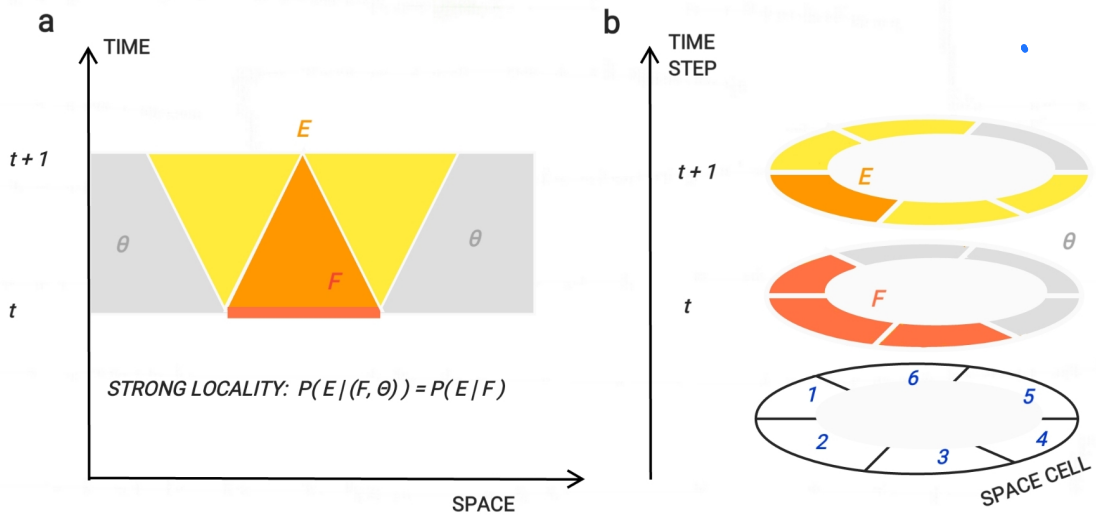 a
TIME
E
t + 1
θ
θ
F
t
STRONG LOCALITY: P( E | (F, θ) ) = P( E | F )
SPACE
b
TIME
STEP
t + 1
E
θ
t
F
1
6
5
2
3
4
SPACE CELL